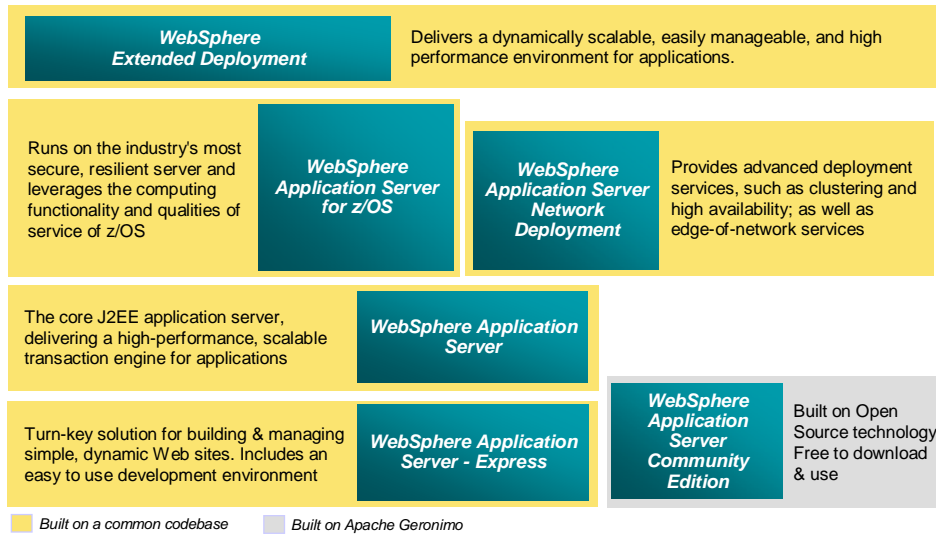 WebSphere
Extended Deployment
Delivers a dynamically scalable, easily manageable, and high
performance environment for applications.
Runs on the industry's most
secure, resilient server and
leverages the computing
functionality and qualities of
service of z/OS
WebSphere
Application Server
for z/OS
WebSphere
Application Server
Network
Deployment
Provides advanced deployment
services, such as clustering and
high availability; as well as
edge-of-network services
The core J2EE application server,
delivering a high-performance, scalable
transaction engine for applications
WebSphere Application
Server
Turn-key solution for building & managing
simple, dynamic Web sites. Includes an
easy to use development environment
WebSphere Application
Server - Express
WebSphere
Application
Server
Community
Edition
Built on Open
Source technology
Free to download
& use
Built on a common codebase
Built on Apache Geronimo